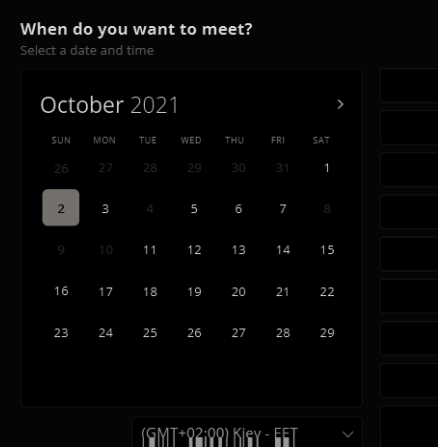 When do you want to meet?
Select a date and time
October 2021
SUN MON TUE WED THU FRI SAT
26 27 28 29 30 31 1
2 3 4 5 6 7 8
9 10 11 12 13 14 15
16 17 18 19 20 21 22
23 24 25 26 27 28 29
(GMT+02:00) Kiev - EET